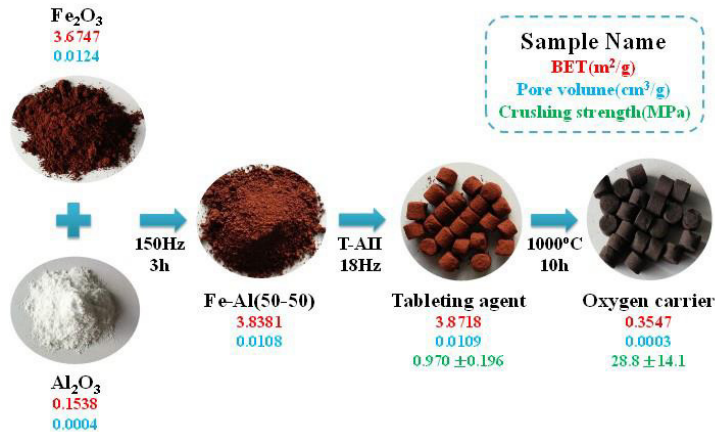 Fe₂O₃
3.6747
0.0124
Sample Name
BET(m²/g)
Pore volume(cm³/g)
Crushing strength(MPa)
150Hz
3h
T-AII
18Hz
1000°C
10h
Fe-Al(50-50)
3.8381
0.0108
Tableting agent
3.8718
0.0109
0.970 ±0.196
Oxygen carrier
0.3547
0.0003
28.8 ±14.1
Al₂O₃
0.1538
0.0004